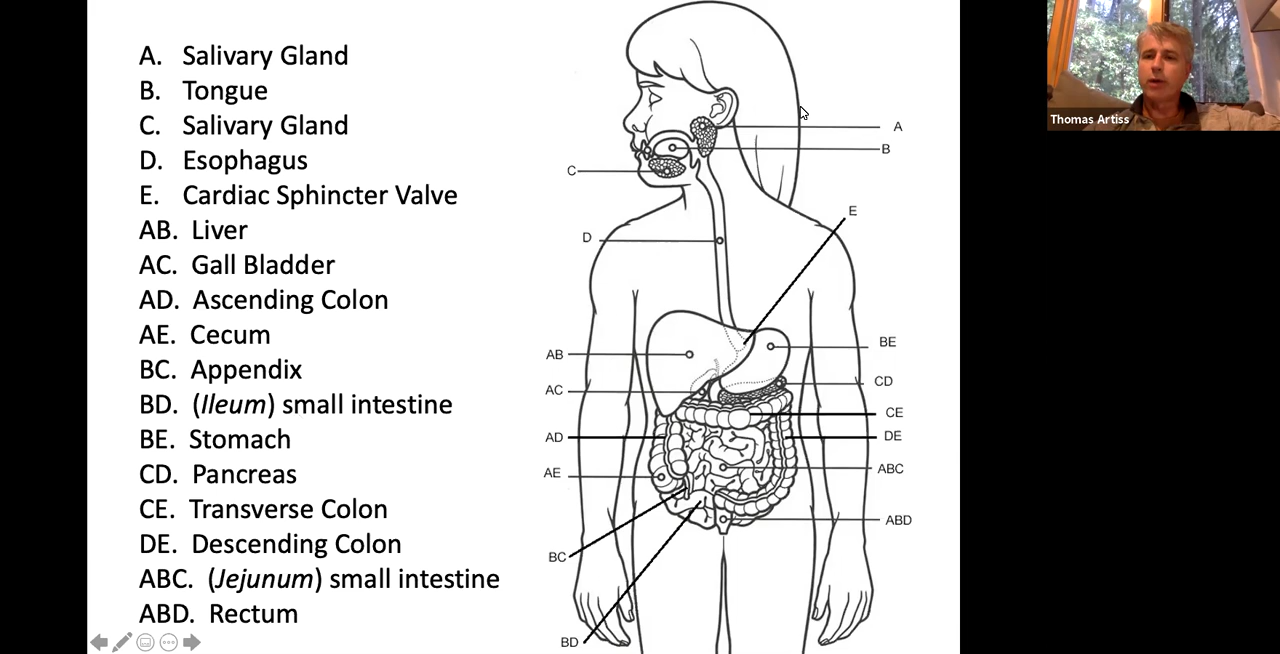 A. Salivary Gland
B. Tongue
C. Salivary Gland
D. Esophagus
E. Cardiac Sphincter Valve
AB. Liver
AC. Gall Bladder
AD. Ascending Colon
AE. Cecum
BC. Appendix
BD. (Ileum) small intestine
BE. Stomach
CD. Pancreas
CE. Transverse Colon
DE. Descending Colon
ABC. (Jejunum) small intestine
ABD. Rectum
A
B
C
E
D
BE
AB
CD
AC
CE
DE
AD
ABC
AE
ABD
BC
BD
Thomas Artiss